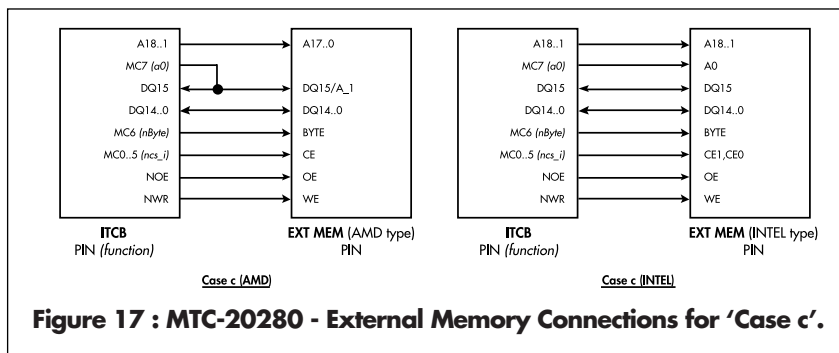 A18..1 A17..0
MC7 (a0)
DQ15 DQ15/A_1
DQ14..0 DQ14..0
MC6 (nByte) BYTE
MC0..5 (ncs_i) CE
NOE OE
NWR WE
ITCB EXT MEM (AMD type)
PIN (function) PIN
Case c (AMD)
A18..1 A18..1
MC7 (a0) A0
DQ15 DQ15
DQ14..0 DQ14..0
MC6 (nByte) BYTE
MC0..5 (ncs_i) CE1,CE0
NOE OE
NWR WE
ITCB EXT MEM (INTEL type)
PIN (function) PIN
Case c (INTEL)
Figure 17 : MTC-20280 - External Memory Connections for ‘Case c’.